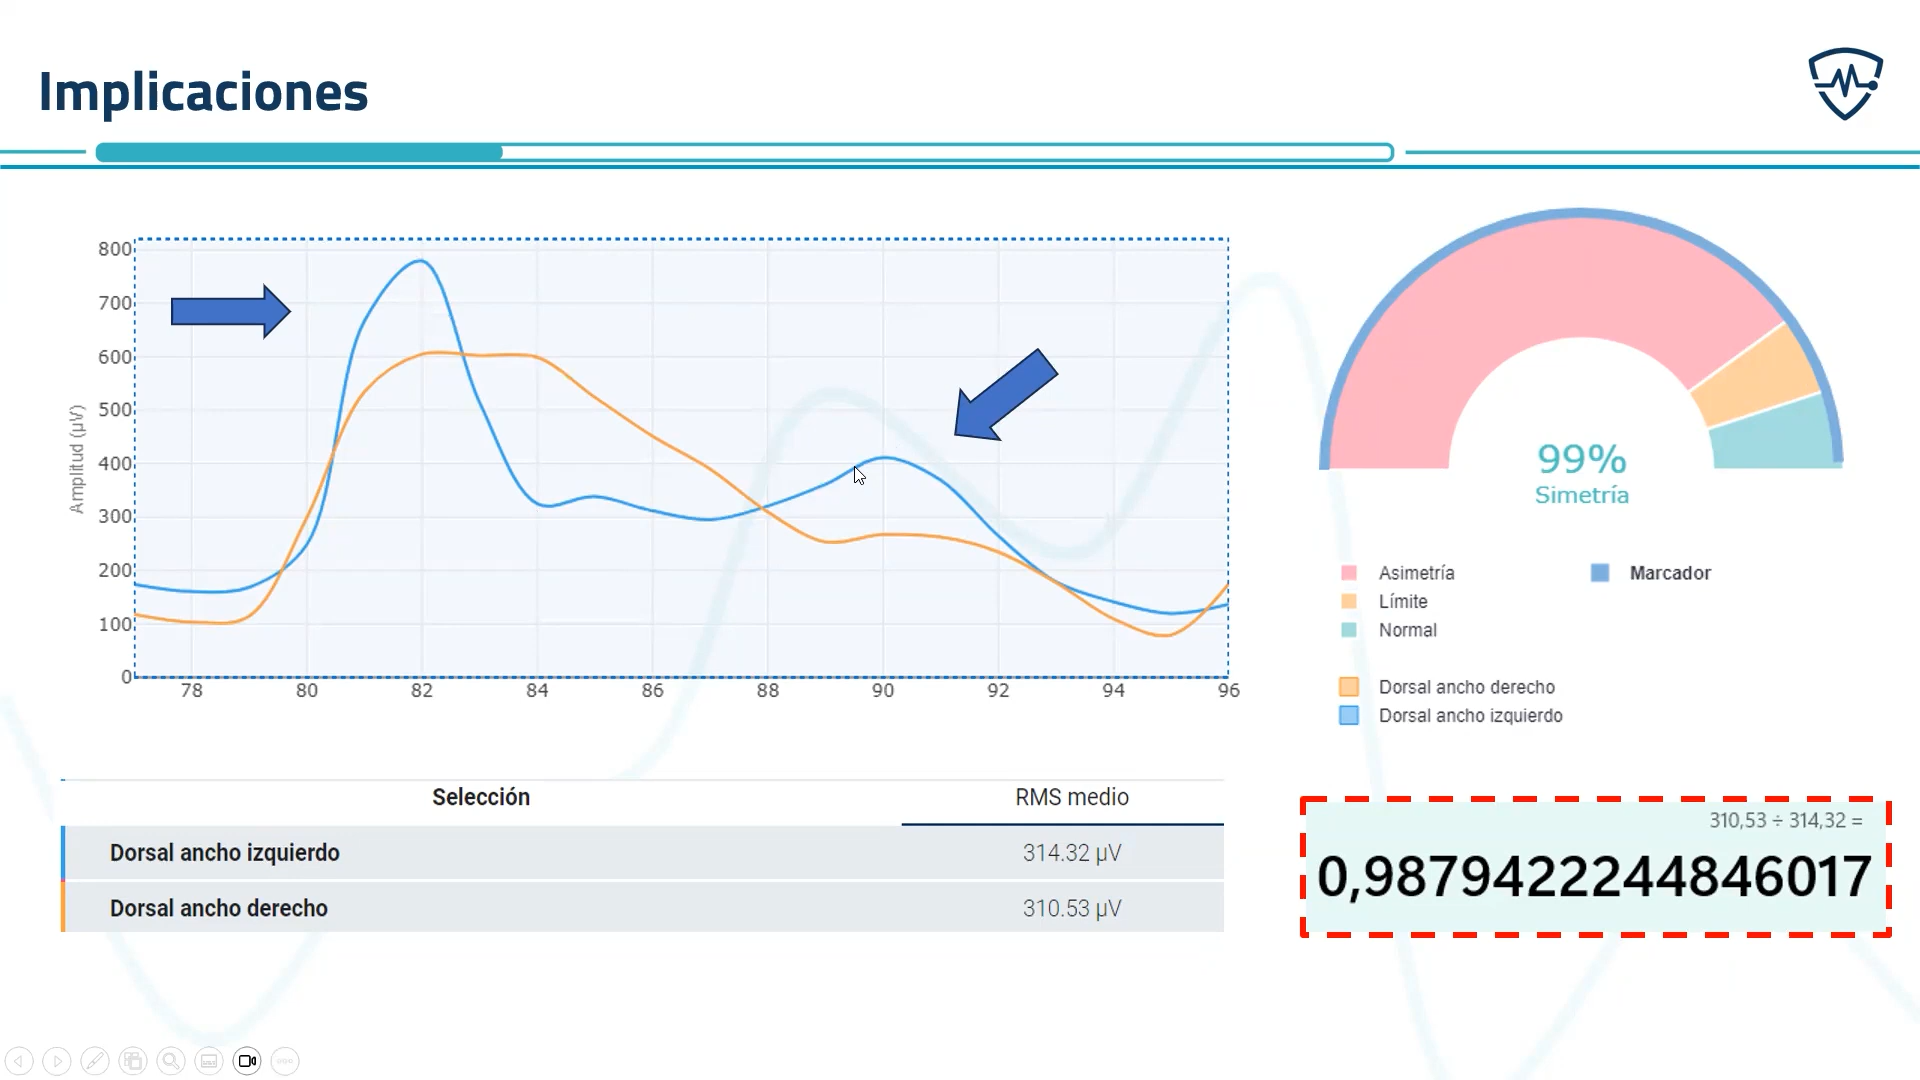 Implicaciones
800
700
600
500
400
300
200
100
0
Amplitud (µV)
78 80 82 84 86 88 90 92 94 96
99%
Simetría
Asimetría
Límite
Normal
Marcador
Dorsal ancho derecho
Dorsal ancho izquierdo
Selección RMS medio
Dorsal ancho izquierdo 314.32 µV
Dorsal ancho derecho 310.53 µV
310,53 ÷ 314,32 =
0,9879422244846017